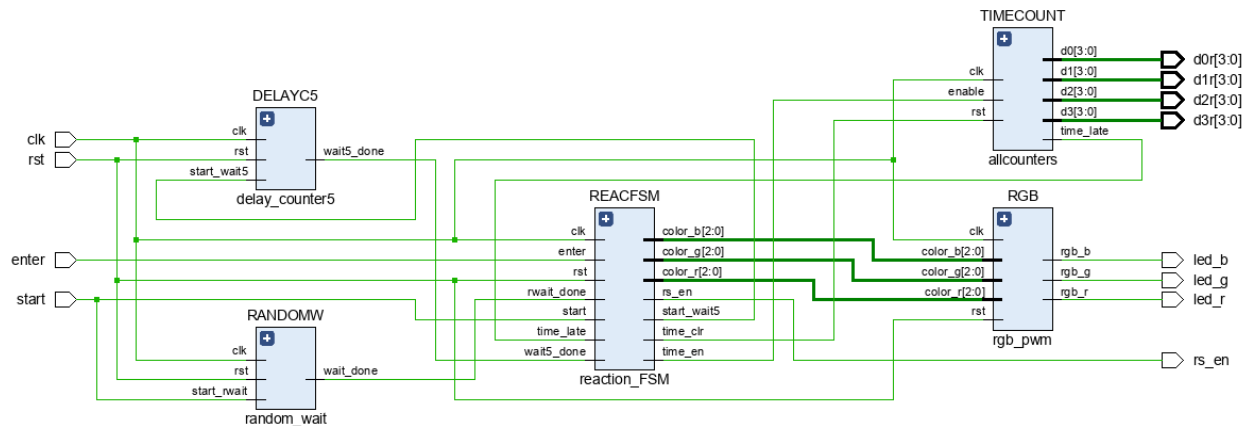 TIMECOUNT
clk
enable
rst
d0[3:0]
d1[3:0]
d2[3:0]
d3[3:0]
time_late
allcounters
d0r[3:0]
d1r[3:0]
d2r[3:0]
d3r[3:0]
clk
rst
DELAYC5
clk
rst
start_wait5
wait5_done
delay_counter5
enter
start
REACFSM
clk
enter
rst
rwait_done
start
time_late
wait5_done
color_b[2:0]
color_g[2:0]
color_r[2:0]
rs_en
start_wait5
time_clr
time_en
reaction_FSM
RGB
clk
color_b[2:0]
color_g[2:0]
color_r[2:0]
rst
rgb_b
rgb_g
rgb_r
rgb_pwm
led_b
led_g
led_r
rs_en
RANDOMW
clk
rst
start_rwait
wait_done
random_wait